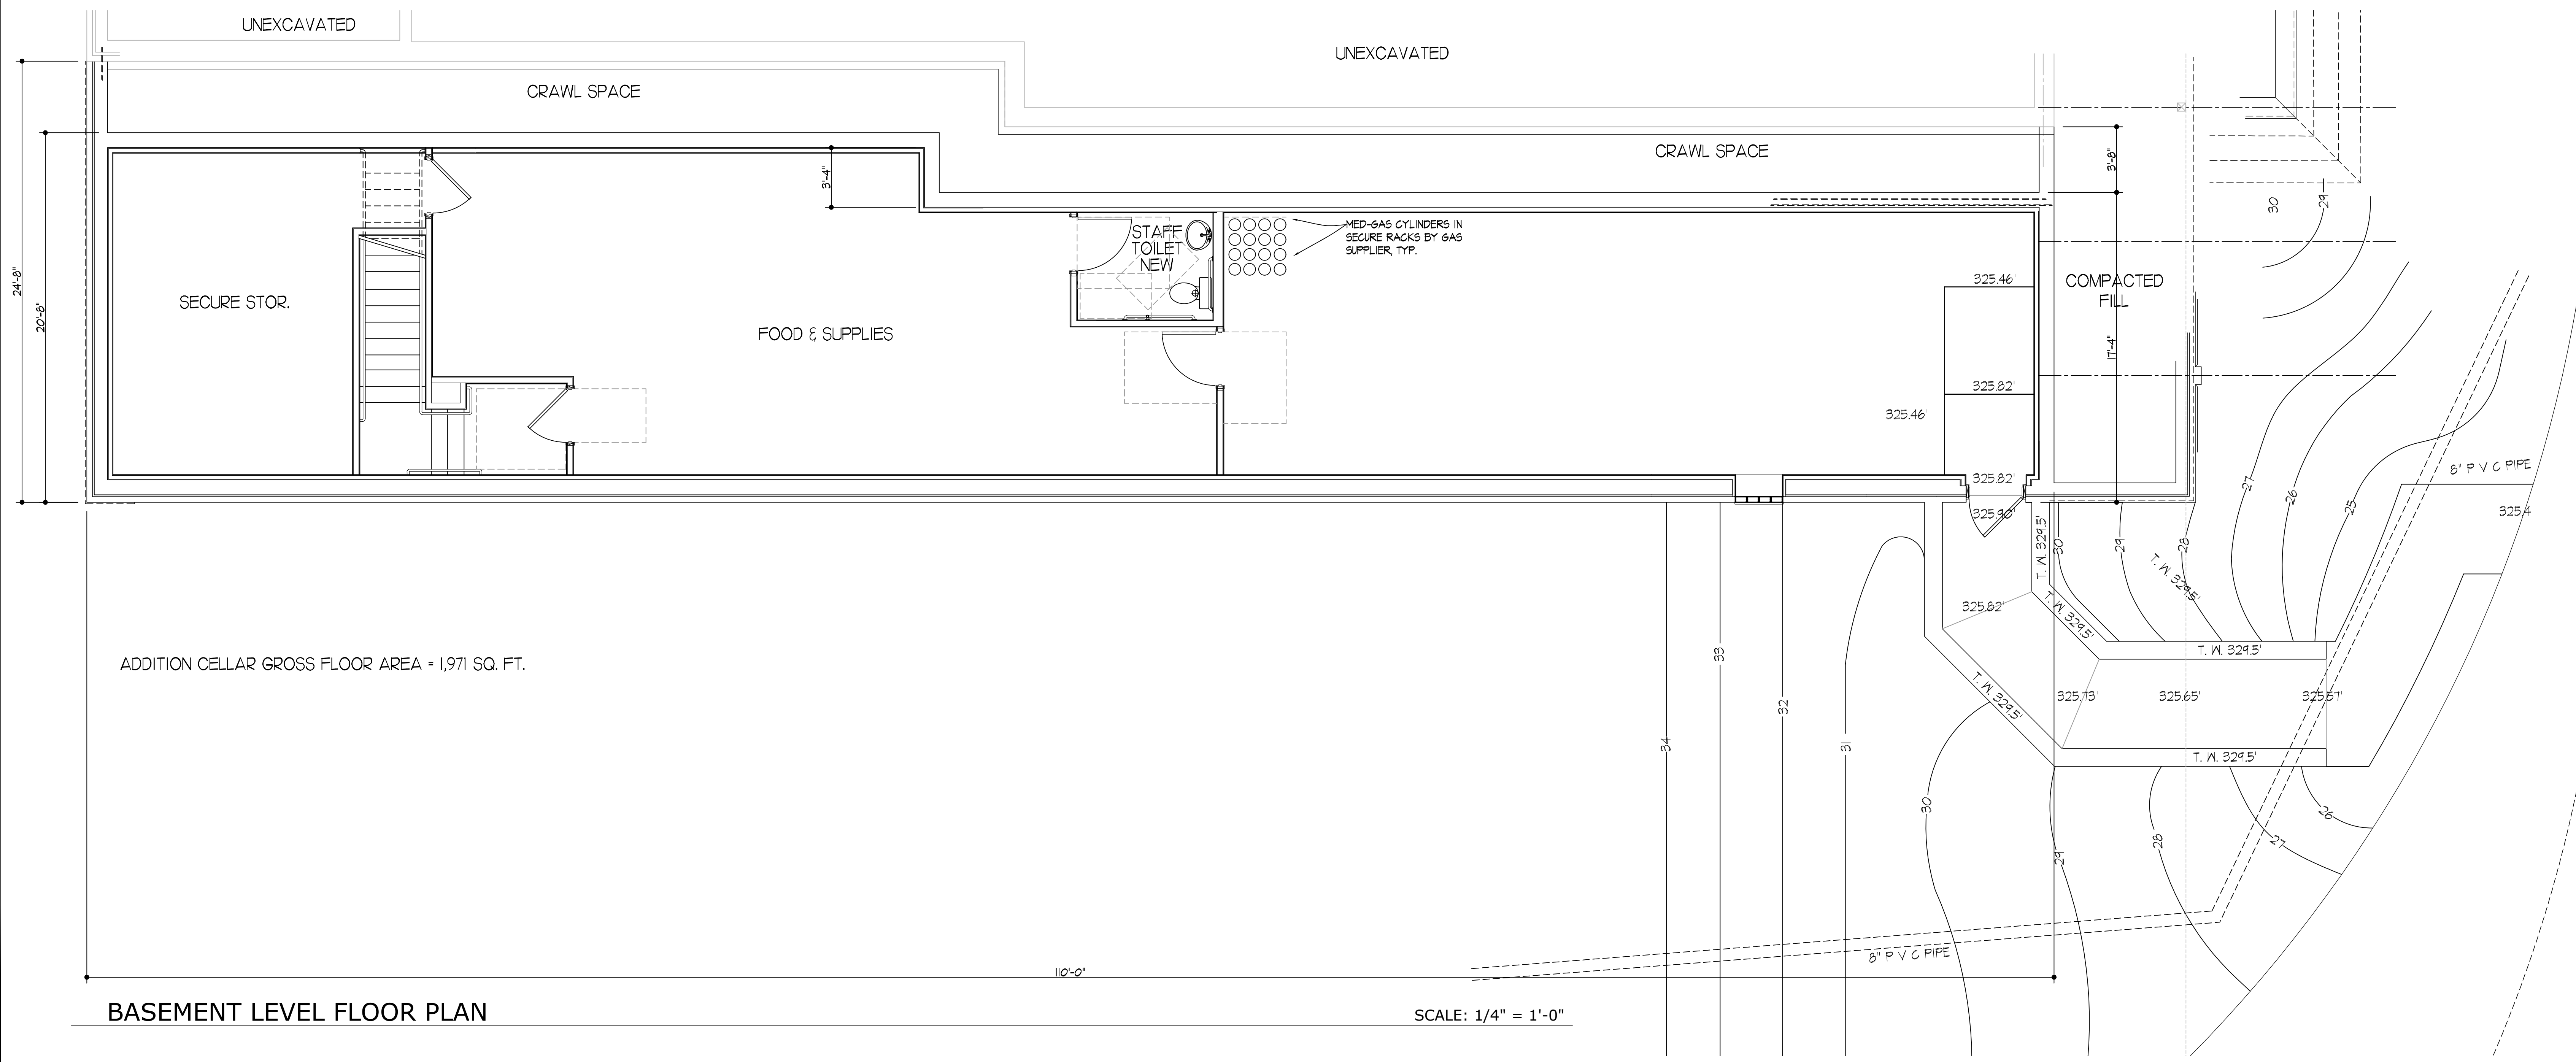 UNEXCAVATED
UNEXCAVATED
CRAWL SPACE
CRAWL SPACE
24'-8"
20'-8"
3'-4"
3'-8"
17'-4"
SECURE STOR.
FOOD & SUPPLIES
STAFF
TOILET
NEW
MED-GAS CYLINDERS IN
SECURE RACKS BY GAS
SUPPLIER, TYP.
325.46'
325.82'
325.46'
325.82'
325.90'
COMPACTED
FILL
30
29
27
26
25
8" P V C PIPE
325.4
T. W. 329.5'
30
29
28
T. W. 329.5'
T. W. 329.5'
325.82'
T. W. 329.5'
T. W. 329.5'
325.73'
325.65'
325.57'
T. W. 329.5'
34
33
32
31
30
29
28
27
26
ADDITION CELLAR GROSS FLOOR AREA = 1,971 SQ. FT.
8" P V C PIPE
110'-0"
BASEMENT LEVEL FLOOR PLAN
SCALE: 1/4" = 1'-0"